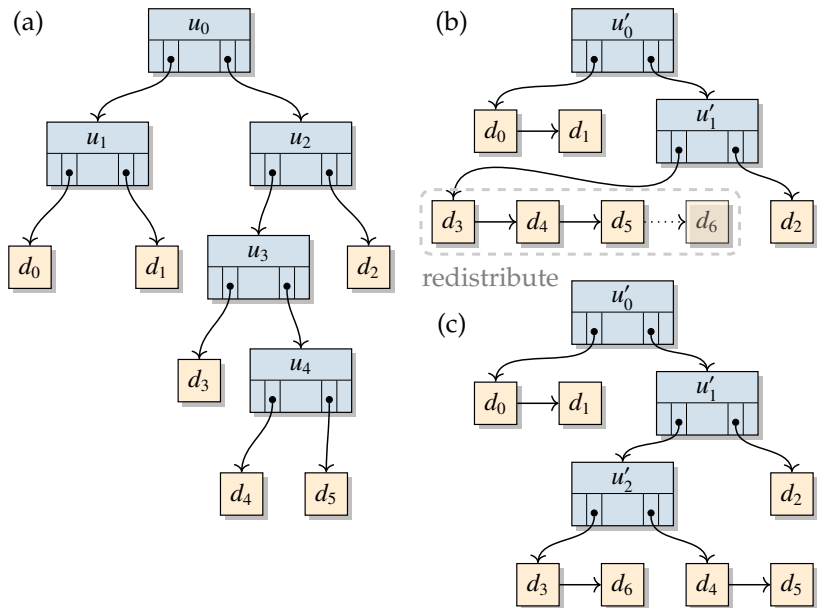 (a)
u₀
u₁
u₂
d₀
d₁
u₃
d₂
d₃
u₄
d₄
d₅
(b)
u′₀
d₀
d₁
u′₁
d₃
d₄
d₅
d₆
d₂
redistribute
(c)
u′₀
d₀
d₁
u′₁
u′₂
d₂
d₃
d₆
d₄
d₅